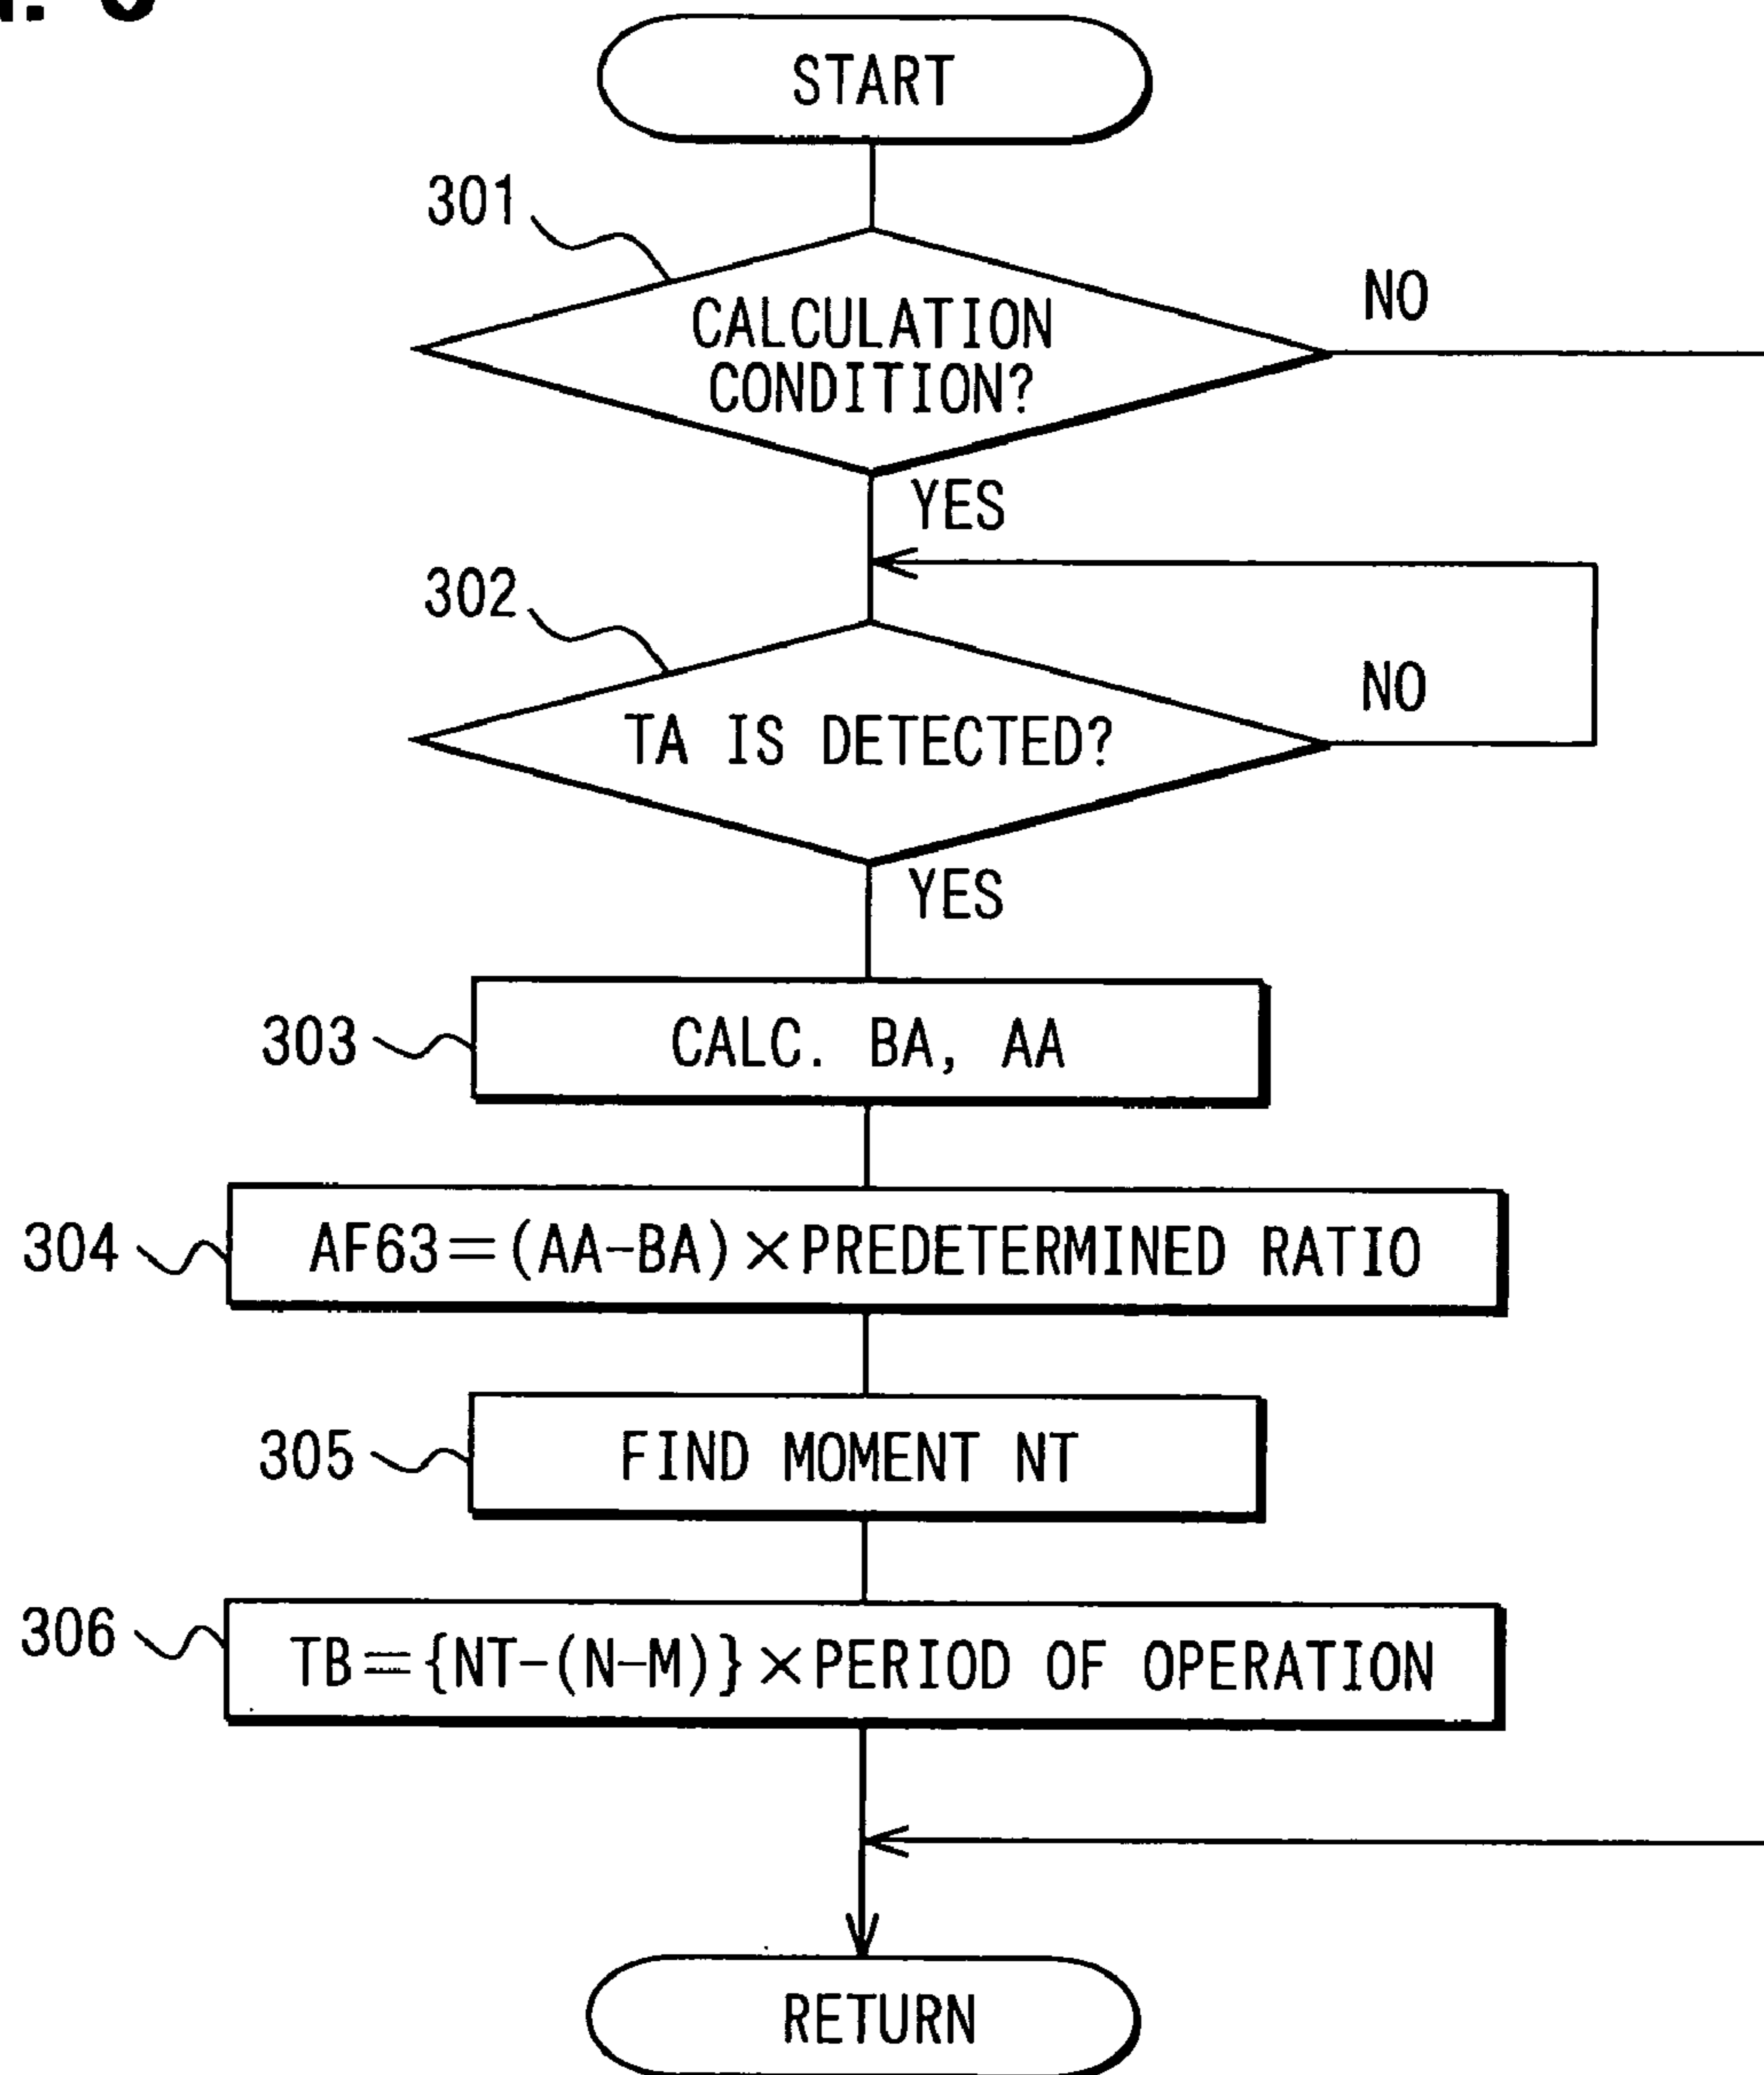 START
301
CALCULATION
CONDITION?
NO
YES
302
TA IS DETECTED?
NO
YES
303
CALC. BA, AA
304
AF63=(AA-BA)×PREDETERMINED RATIO
305
FIND MOMENT NT
306
TB={NT-(N-M)}×PERIOD OF OPERATION
RETURN